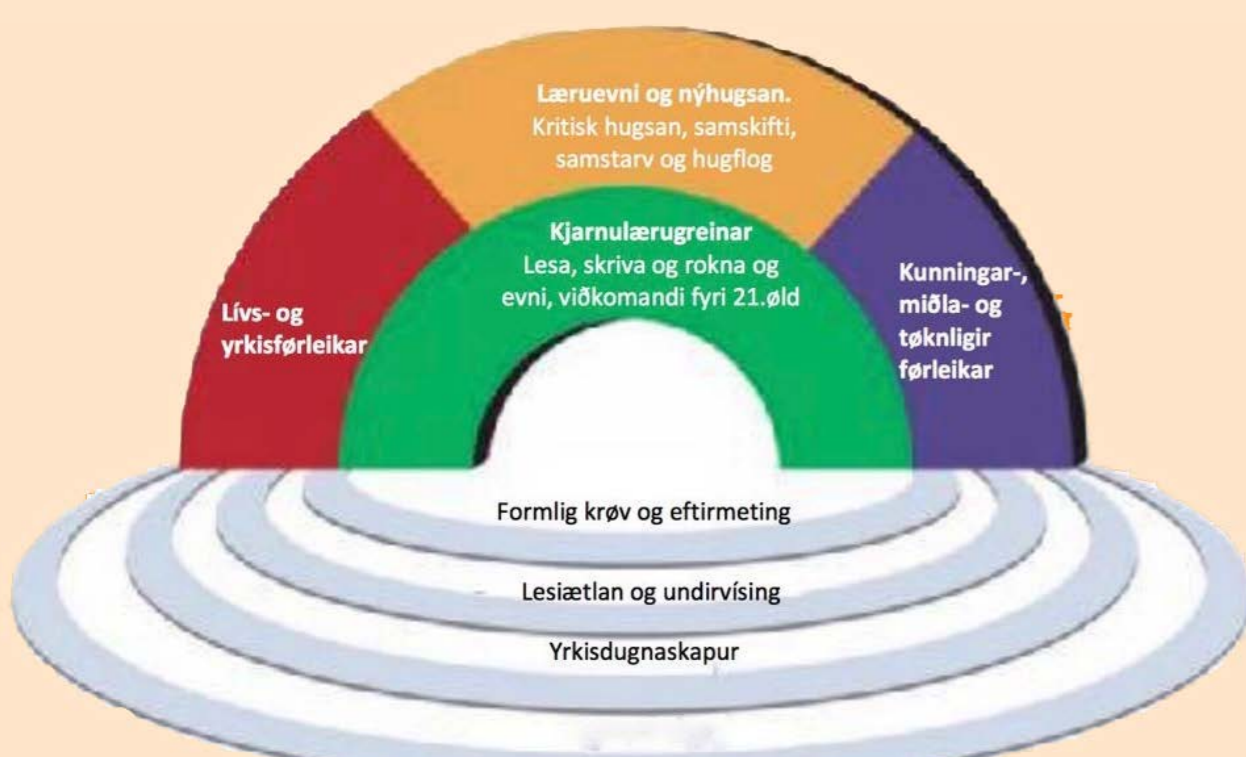 Læruevni og nýhugsan.
Kritisk hugsan, samskifti,
samstarv og hugflog
Kjarnulærugreinar
Lesa, skriva og rokna og
evni, viðkomandi fyri 21.øld
Lívs- og
yrkisførleikar
Kunningar-,
miðla- og
tøknligir
førleikar
Formlig krøv og eftirmeting
Lesiætlan og undirvísing
Yrkisdugnaskapur